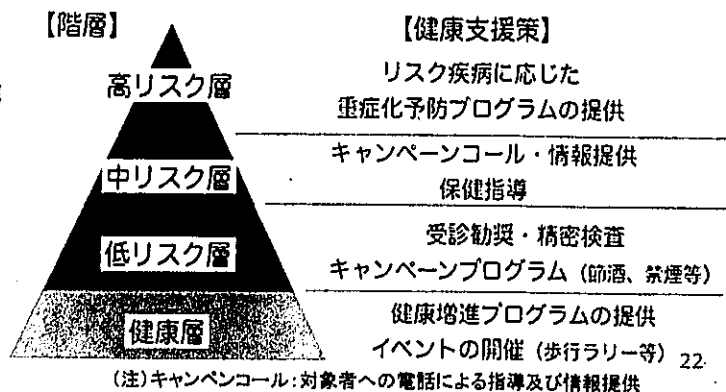 【階層】
【健康支援策】
高リスク層
リスク疾病に応じた
重症化予防プログラムの提供
中リスク層
キャンペーンコール・情報提供
保健指導
低リスク層
受診勧奨・精密検査
キャンペーンプログラム（節酒、禁煙等）
健康層
健康増進プログラムの提供
イベントの開催（歩行ラリー等）
22
（注）キャンペンコール：対象者への電話による指導及び情報提供